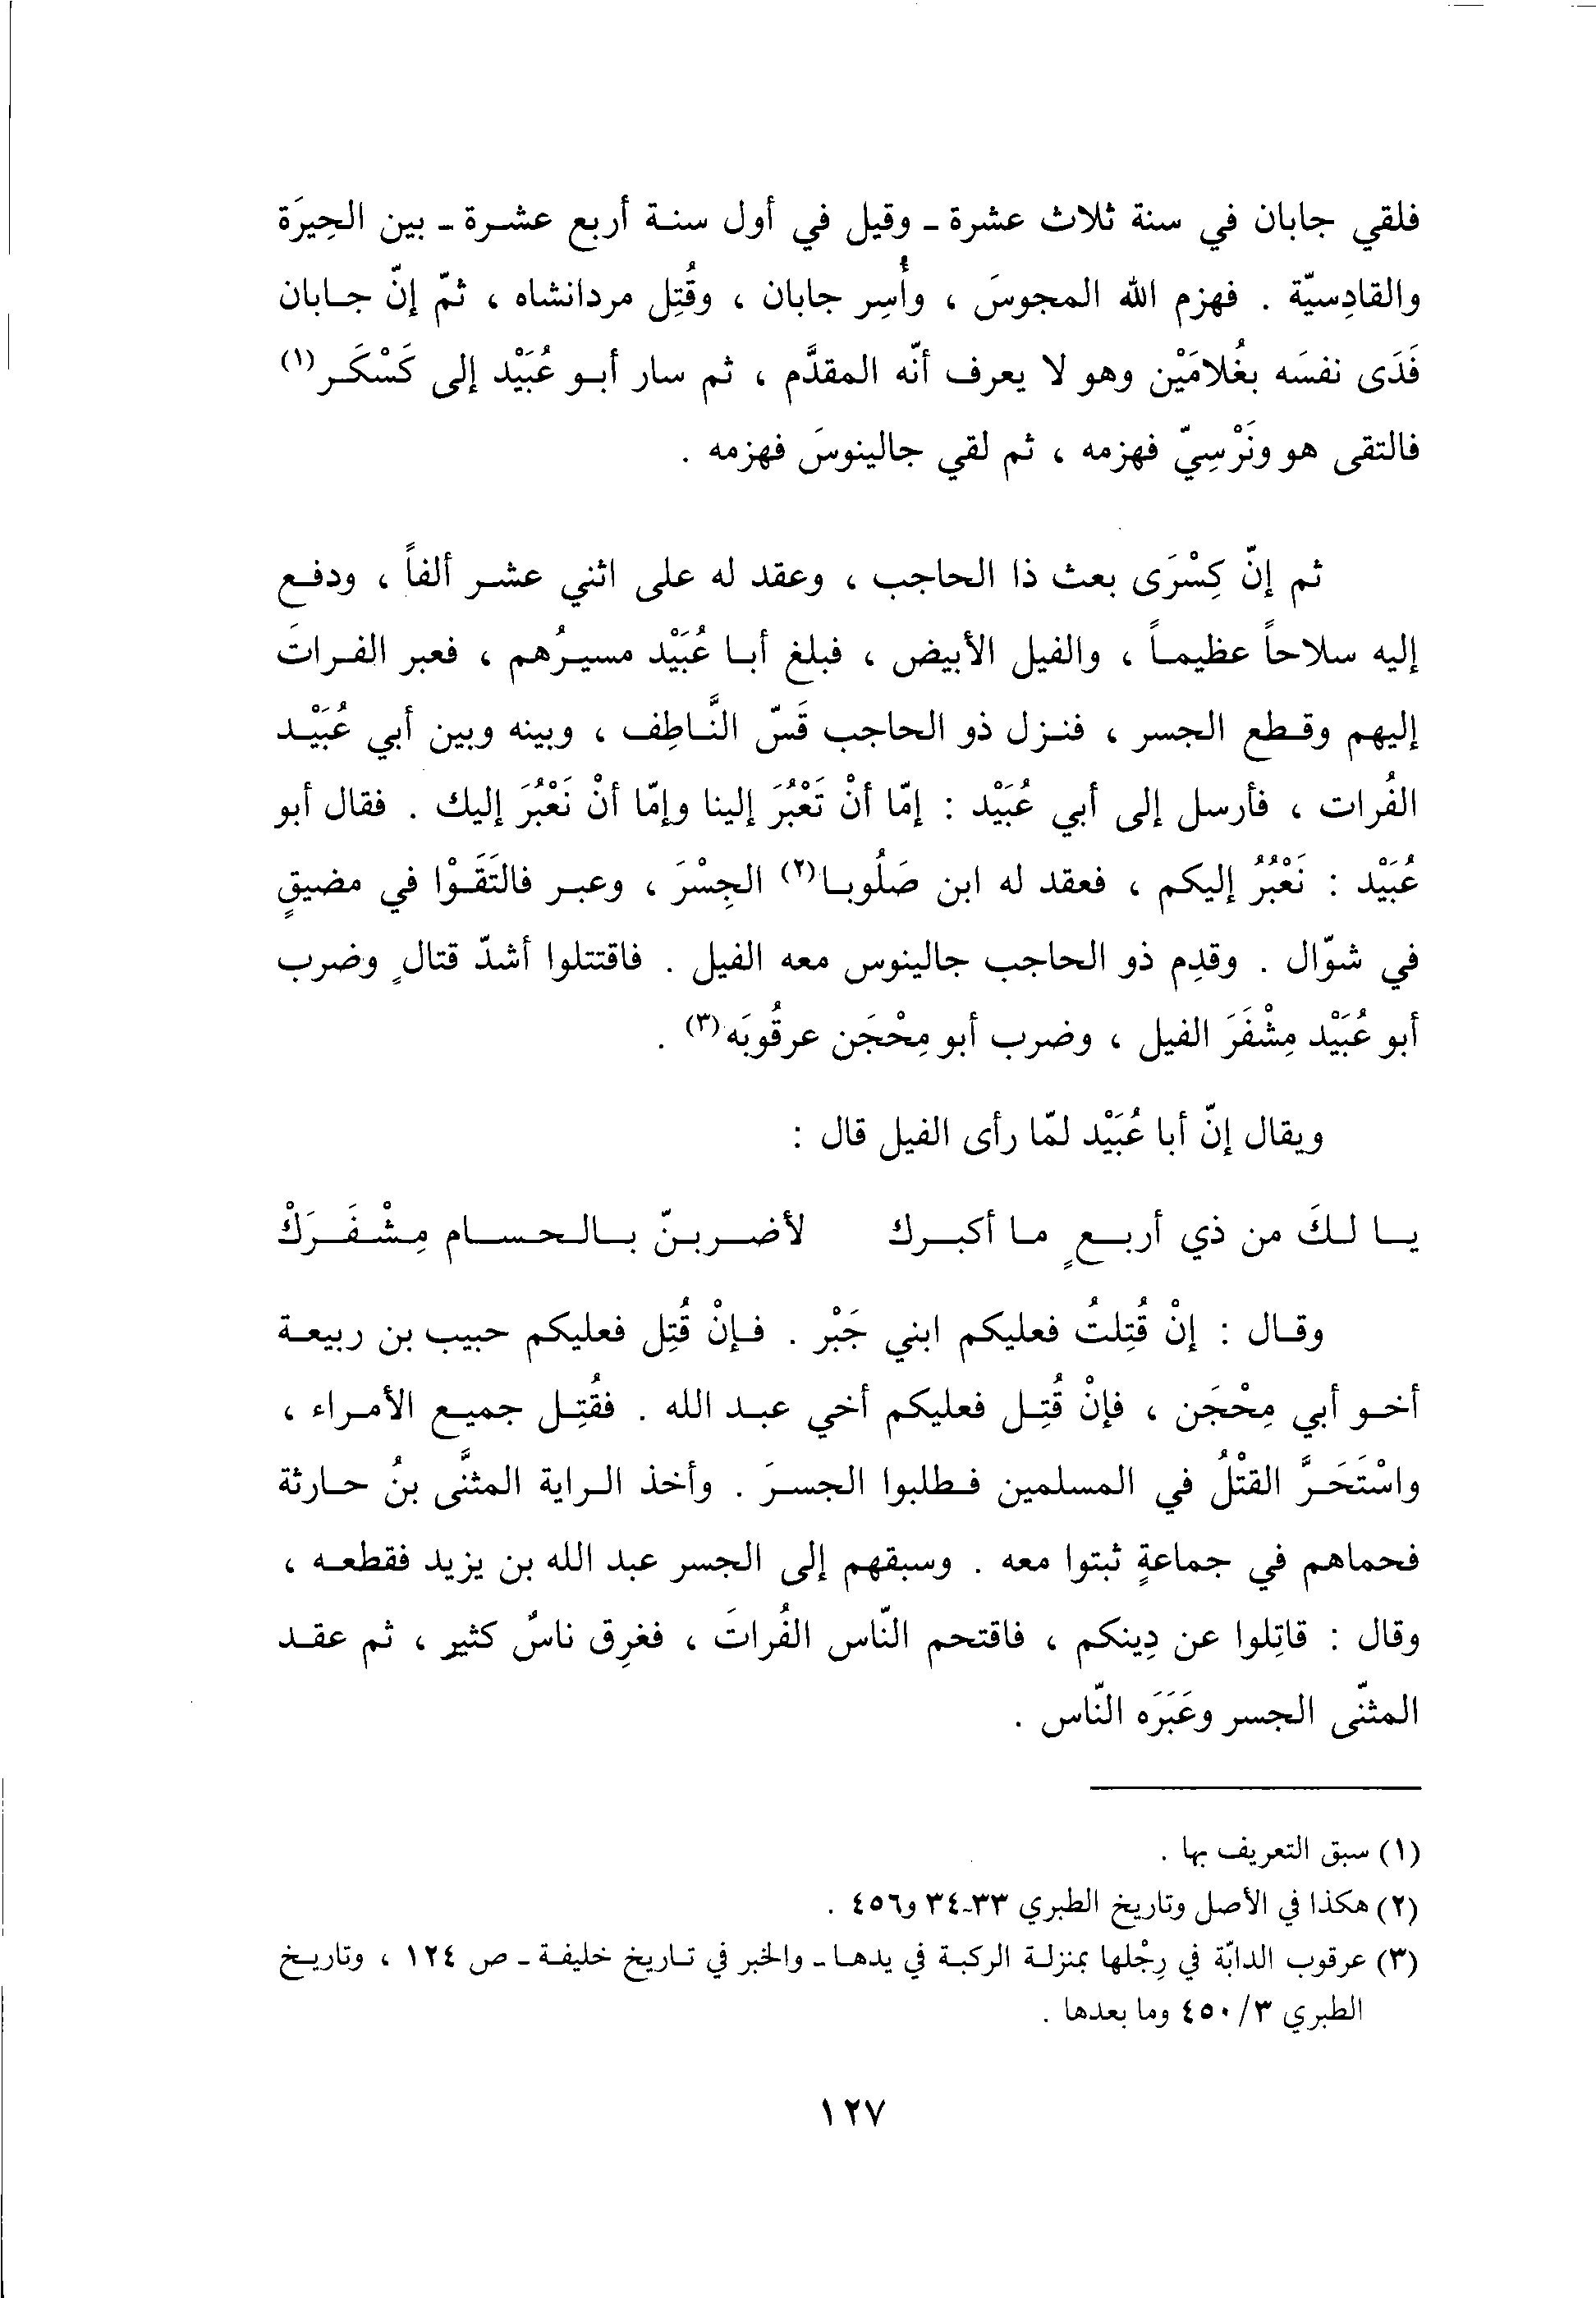 فلقي جابان في سنة ثلاث عشرة ـ وقيل في أول سنة أربع عشرة ـ بين الحِيرَة
والقادِسيّة . فهزم الله المجوسَ ، وأُسِر جابان ، وقُتِل مردانشاه ، ثمّ إنّ جابان
فَدَى نفسَه بغُلامَيْن وهو لا يعرف أنّه المقدَّم ، ثم سار أبو عُبَيْد إلى كَسْكَر(١)
فالتقى هو ونَرْسِيّ فهزمه ، ثم لقي جالينوسَ فهزمه .
ثم إنّ كِسْرَى بعث ذا الحاجب ، وعقد له على اثني عشر ألفاً ، ودفع
إليه سلاحاً عظيماً ، والفيل الأبيض ، فبلغ أبا عُبَيْد مسيرُهم ، فعبر الفراتَ
إليهم وقطع الجسر ، فنزل ذو الحاجب قَسّ النَّاطِف ، وبينه وبين أبي عُبَيْد
الفُرات ، فأرسل إلى أبي عُبَيْد : إمّا أنْ تَعْبُرَ إلينا وإمّا أنْ نَعْبُرَ إليك . فقال أبو
عُبَيْد : نَعْبُرُ إليكم ، فعقد له ابن صَلُوبا(٢) الجِسْرَ ، وعبر فالتَقَوْا في مضيقٍ
في شوّال . وقدِم ذو الحاجب جالينوس معه الفيل . فاقتتلوا أشدّ قتالٍ وضرب
أبو عُبَيْد مِشْفَرَ الفيل ، وضرب أبو مِحْجَن عرقُوبَه(٣) .
ويقال إنّ أبا عُبَيْد لمّا رأى الفيل قال :
يا لكَ من ذي أربعٍ ما أكبرك لأضربنّ بالحسام مِشْفَرَكْ
وقال : إنْ قُتِلتُ فعليكم ابني جَبْر . فإنْ قُتِل فعليكم حبيب بن ربيعة
أخو أبي مِحْجَن ، فإنْ قُتِل فعليكم أخي عبد الله . فقُتِل جميع الأمراء ،
واسْتَحَرَّ القتْلُ في المسلمين فطلبوا الجسرَ . وأخذ الراية المثنَّى بنُ حارثة
فحماهم في جماعةٍ ثبتوا معه . وسبقهم إلى الجسر عبد الله بن يزيد فقطعه ،
وقال : قاتِلوا عن دِينكم ، فاقتحم النّاس الفُراتَ ، فغرِق ناسٌ كثير ، ثم عقد
المثنّى الجسر وعَبَرَه النّاس .
(١) سبق التعريف بها .
(٢) هكذا في الأصل وتاريخ الطبري ٣٣ـ٣٤ و٤٥٦ .
(٣) عرقوب الدابّة في رِجْلها بمنزلة الركبة في يدها ـ والخبر في تاريخ خليفة ـ ص ١٢٤ ، وتاريخ
الطبري ٣/ ٤٥٠ وما بعدها .
١٢٧